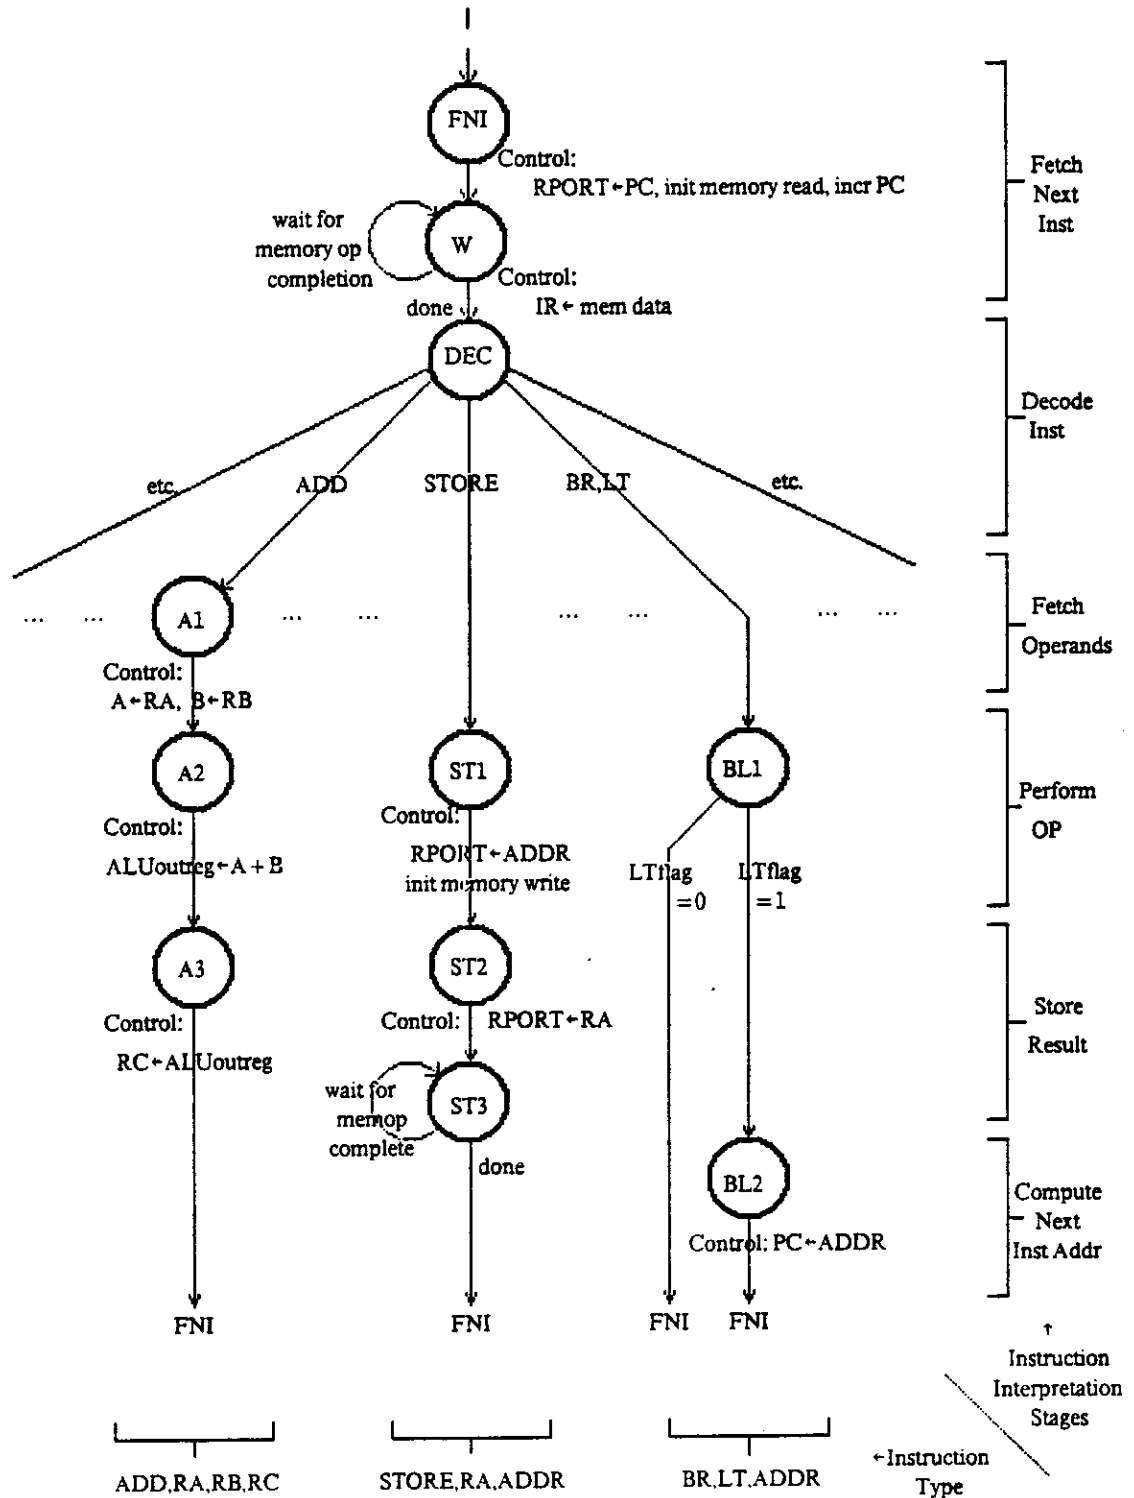 FNI
Control:
RPORT←PC, init memory read, incr PC
Fetch
Next
Inst
wait for
memory op
completion
W
Control:
done
IR← mem data
DEC
Decode
Inst
etc.
ADD
STORE
BR,LT
etc.
... ...
A1
... ...
... ...
... ...
Fetch
Operands
Control:
A←RA, B←RB
A2
ST1
BL1
Perform
OP
Control:
ALUoutreg←A + B
Control:
RPORT←ADDR
init memory write
LTflag
=0
LTflag
=1
A3
ST2
Store
Result
Control:
RC←ALUoutreg
Control: RPORT←RA
wait for
memop
complete
ST3
done
BL2
Compute
Next
Inst Addr
Control: PC←ADDR
FNI
FNI
FNI
FNI
↑
Instruction
Interpretation
Stages
←Instruction
Type
ADD,RA,RB,RC
STORE,RA,ADDR
BR,LT,ADDR